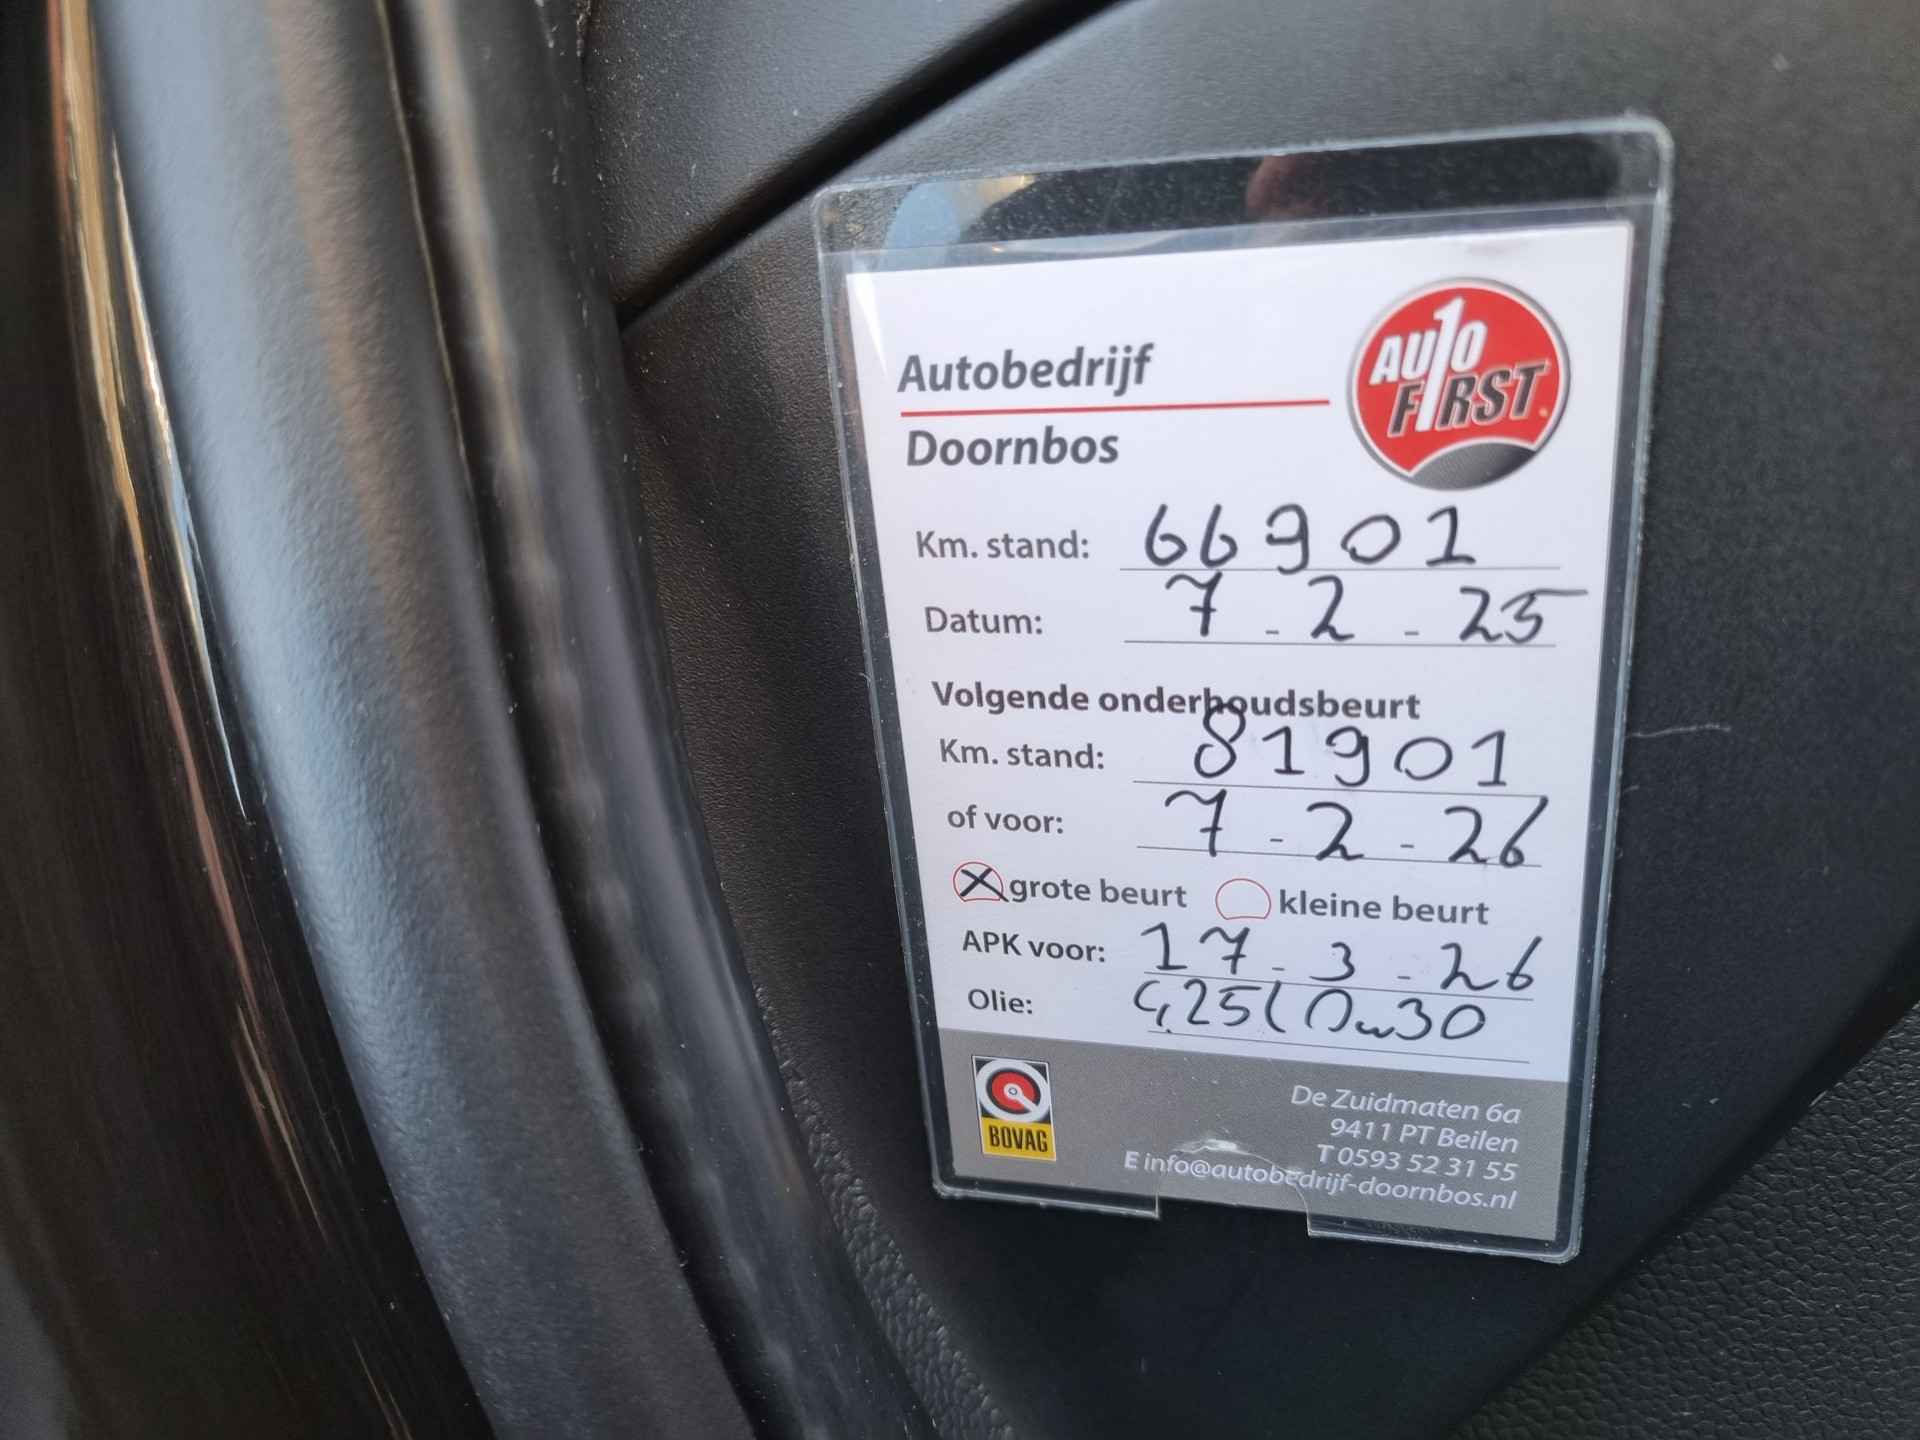 Autobedrijf
Doornbos
AUTO
FIRST
Km. stand: 66901
Datum: 7-2-25
Volgende onderhoudsbeurt
Km. stand: 81901
of voor: 7-2-26
grote beurt kleine beurt
APK voor: 17-3-26
Olie: 4,25l 0w30
BOVAG
De Zuidmaten 6a
9411 PT Beilen
T 0593 52 31 55
E info@autobedrijf-doornbos.nl